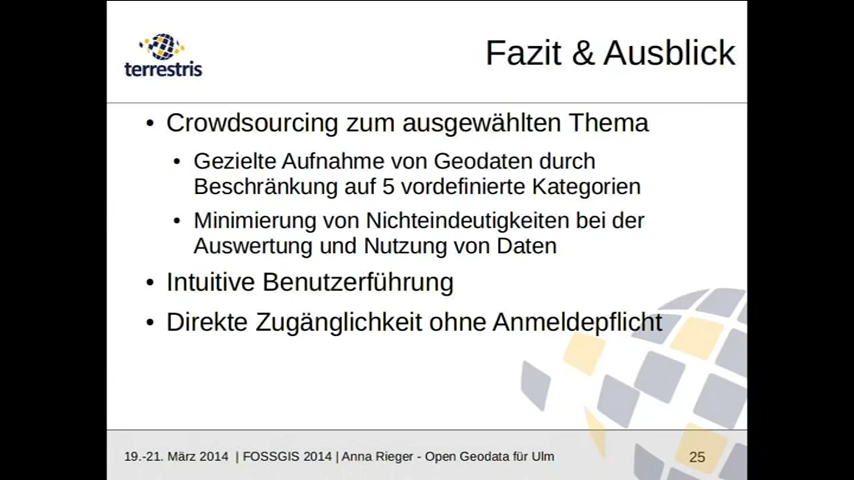 terrestris
Fazit & Ausblick
• Crowdsourcing zum ausgewählten Thema
• Gezielte Aufnahme von Geodaten durch
Beschränkung auf 5 vordefinierte Kategorien
• Minimierung von Nichteindeutigkeiten bei der
Auswertung und Nutzung von Daten
• Intuitive Benutzerführung
• Direkte Zugänglichkeit ohne Anmeldepflicht
19.-21. März 2014 | FOSSGIS 2014 | Anna Rieger - Open Geodata für Ulm
25